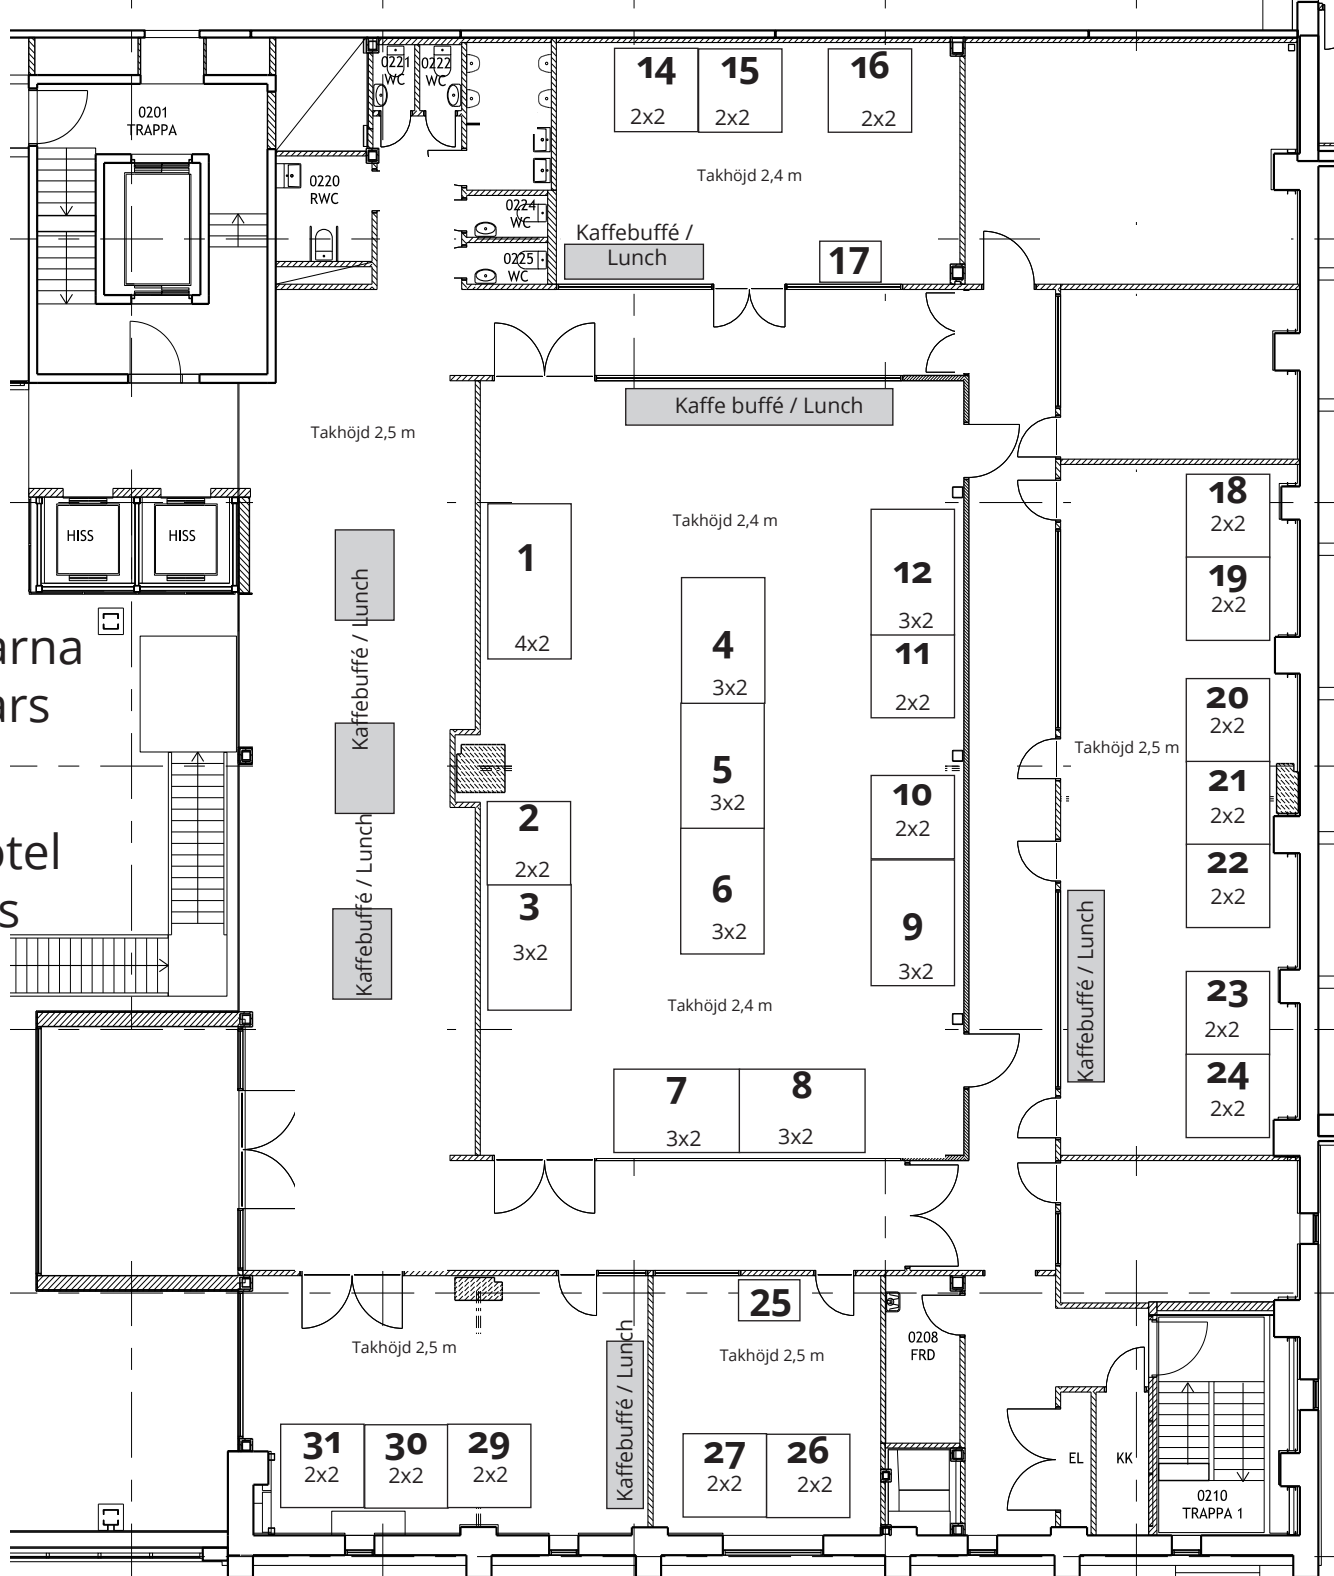 0221
WC
0222
WC
14
2x2
15
2x2
16
2x2
0201
TRAPPA
Takhöjd 2,4 m
0220
RWC
0224
WC
Kaffebuffé /
Lunch
17
0225
WC
Kaffe buffé / Lunch
Takhöjd 2,5 m
18
2x2
Takhöjd 2,4 m
HISS
HISS
1
4x2
12
3x2
19
2x2
Kaffebuffé / Lunch
4
3x2
11
2x2
arna
ars
20
2x2
Takhöjd 2,5 m
5
3x2
10
2x2
21
2x2
2
2x2
otel
s
Kaffebuffé / Lunch
22
2x2
3
3x2
6
3x2
9
3x2
Kaffebuffé / Lunch
23
2x2
Takhöjd 2,4 m
24
2x2
7
3x2
8
3x2
25
Takhöjd 2,5 m
Kaffebuffé / Lunch
Takhöjd 2,5 m
0208
FRD
31
2x2
30
2x2
29
2x2
27
2x2
26
2x2
EL
KK
0210
TRAPPA 1